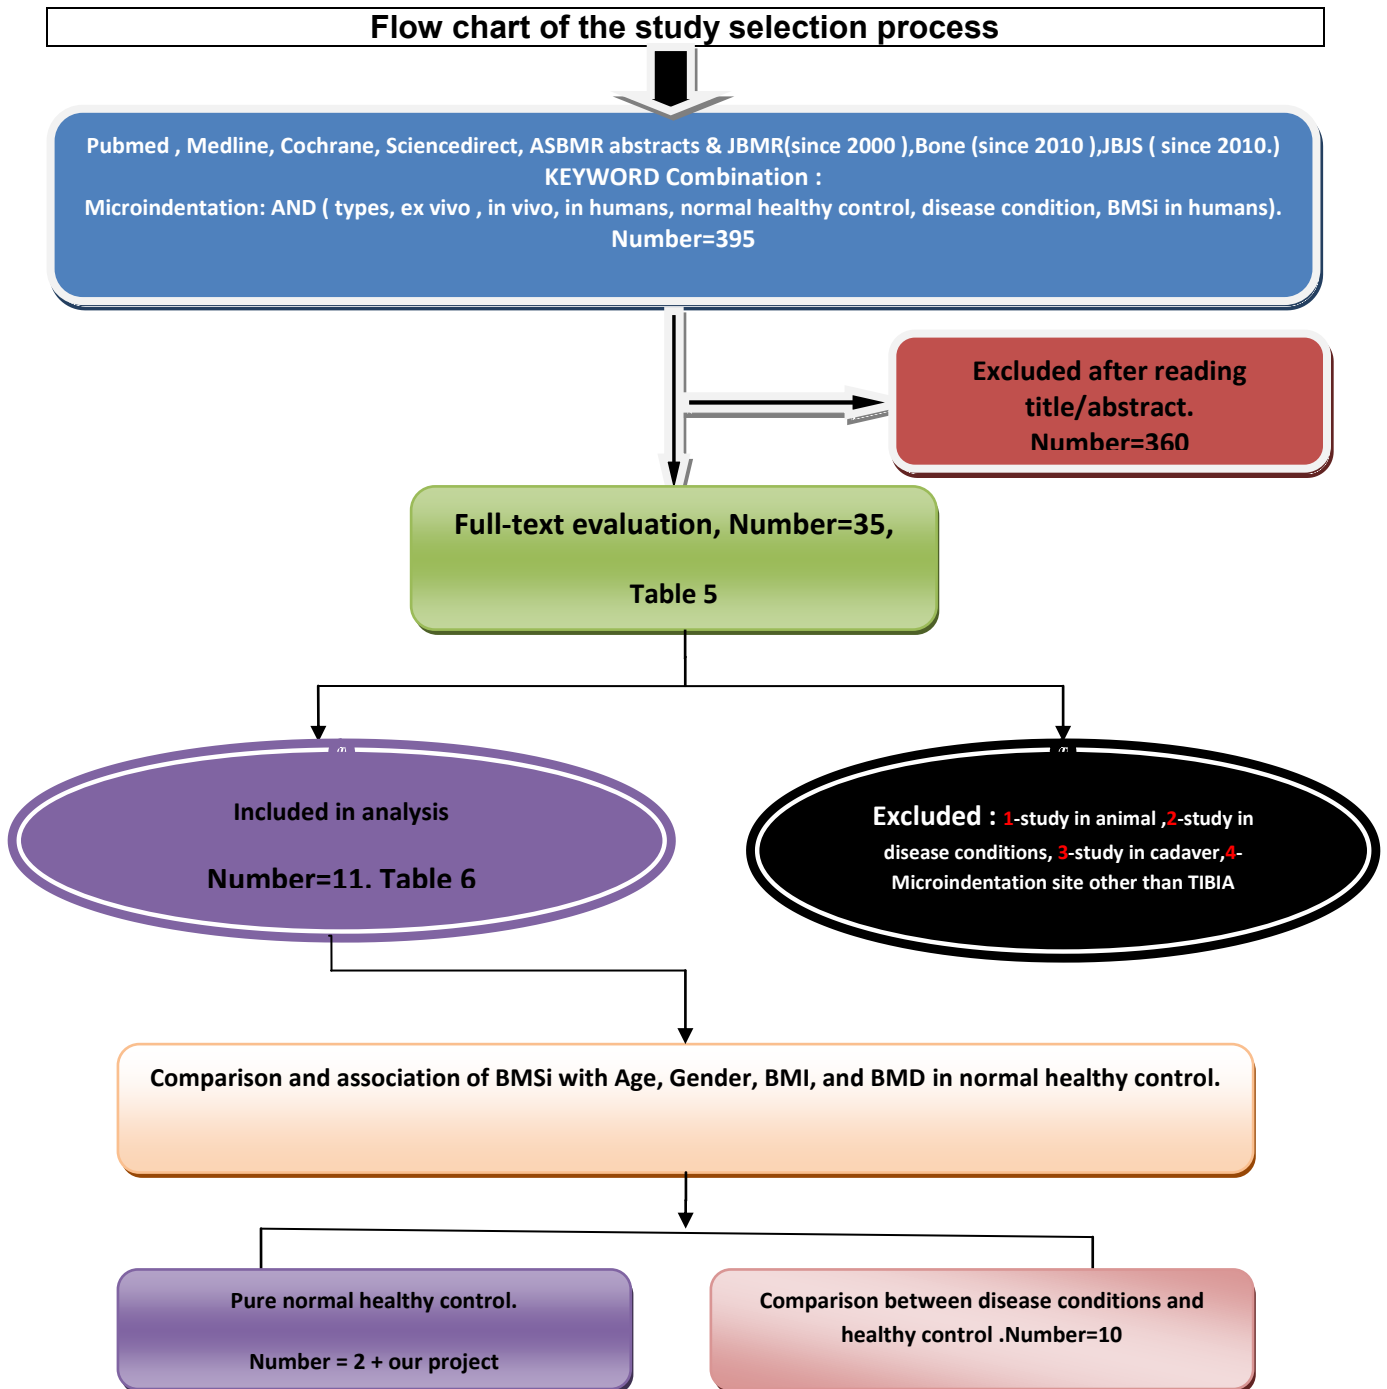 Flow chart of the study selection process
Pubmed , Medline, Cochrane, Sciencedirect, ASBMR abstracts & JBMR(since 2000 ),Bone (since 2010 ),JBJS ( since 2010.)
KEYWORD Combination :
Microindentation: AND ( types, ex vivo , in vivo, in humans, normal healthy control, disease condition, BMSi in humans).
Number=395
Excluded after reading
title/abstract.
Number=360
Full-text evaluation, Number=35,
Table 5
Included in analysis
Number=11. Table 6
Excluded : 1-study in animal ,2-study in
disease conditions, 3-study in cadaver,4-
Microindentation site other than TIBIA
Comparison and association of BMSi with Age, Gender, BMI, and BMD in normal healthy control.
Pure normal healthy control.
Number = 2 + our project
Comparison between disease conditions and
healthy control .Number=10